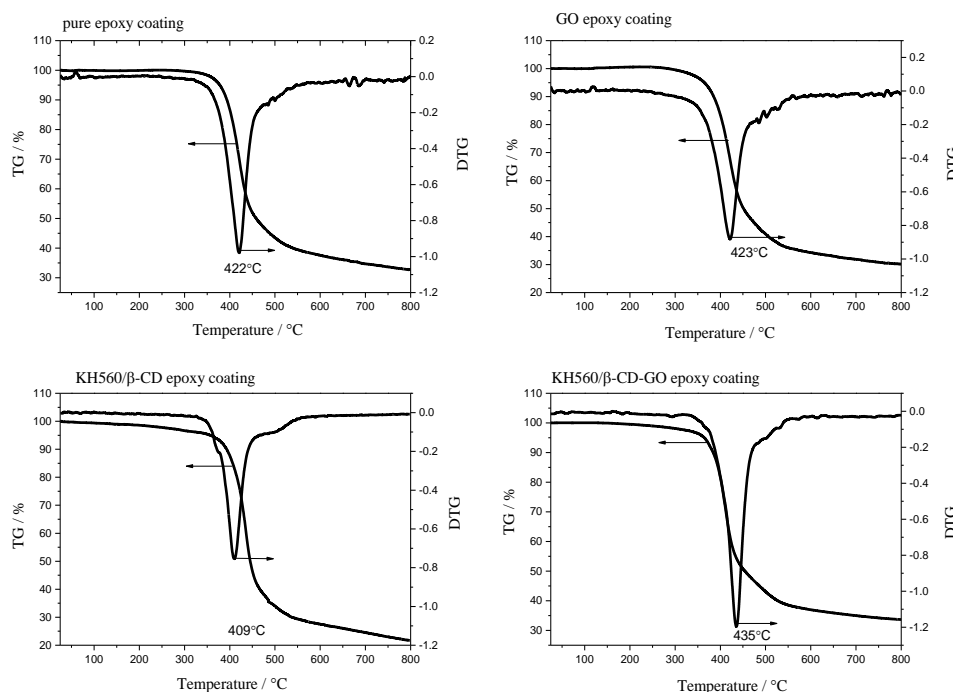 pure epoxy coating
110
100
90
80
70
60
50
40
30
TG / %
0.2
0.0
-0.2
-0.4
-0.6
-0.8
-1.0
-1.2
DTG
422°C
100 200 300 400 500 600 700 800
Temperature / °C
GO epoxy coating
110
100
90
80
70
60
50
40
30
20
TG / %
0.2
0.0
-0.2
-0.4
-0.6
-0.8
-1.0
-1.2
DTG
423°C
100 200 300 400 500 600 700 800
Temperature / °C
KH560/β-CD epoxy coating
110
100
90
80
70
60
50
40
30
20
TG / %
0.0
-0.2
-0.4
-0.6
-0.8
-1.0
-1.2
DTG
409°C
100 200 300 400 500 600 700 800
Temperature / °C
KH560/β-CD-GO epoxy coating
110
100
90
80
70
60
50
40
30
TG / %
0.0
-0.2
-0.4
-0.6
-0.8
-1.0
-1.2
DTG
435°C
100 200 300 400 500 600 700 800
Temperature / °C